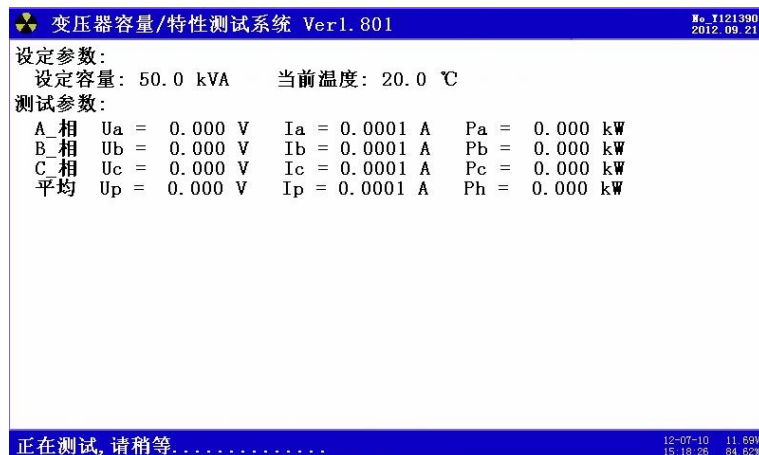 变压器容量/特性测试系统 Ver1.801
No_Y121390
2012.09.21
设定参数:
设定容量: 50.0 kVA 当前温度: 20.0 ℃
测试参数:
A_相 Ua = 0.000 V Ia = 0.0001 A Pa = 0.000 kW
B_相 Ub = 0.000 V Ib = 0.0001 A Pb = 0.000 kW
C_相 Uc = 0.000 V Ic = 0.0001 A Pc = 0.000 kW
平均 Up = 0.000 V Ip = 0.0001 A Ph = 0.000 kW
正在测试,请稍等..............
12-07-10 11.69V
15:18:26 84.62%